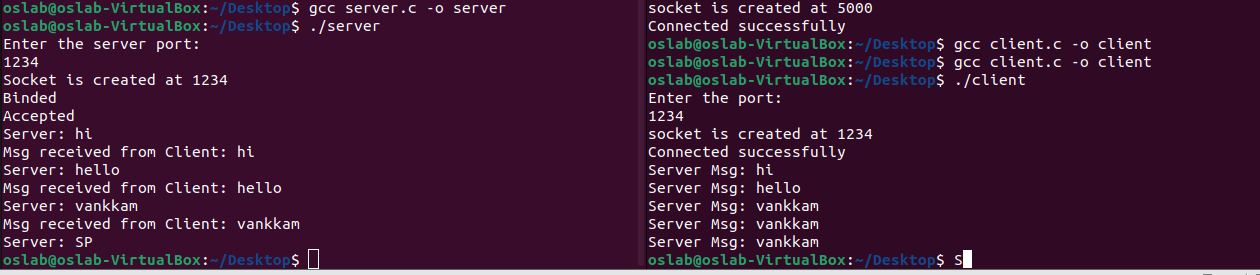 oslab@oslab-VirtualBox:~/Desktop$ gcc server.c -o server
oslab@oslab-VirtualBox:~/Desktop$ ./server
Enter the server port:
1234
Socket is created at 1234
Binded
Accepted
Server: hi
Msg received from Client: hi
Server: hello
Msg received from Client: hello
Server: vankkam
Msg received from Client: vankkam
Server: SP
oslab@oslab-VirtualBox:~/Desktop$
socket is created at 5000
Connected successfully
oslab@oslab-VirtualBox:~/Desktop$ gcc client.c -o client
oslab@oslab-VirtualBox:~/Desktop$ gcc client.c -o client
oslab@oslab-VirtualBox:~/Desktop$ ./client
Enter the port:
1234
socket is created at 1234
Connected successfully
Server Msg: hi
Server Msg: hello
Server Msg: vankkam
Server Msg: vankkam
Server Msg: vankkam
oslab@oslab-VirtualBox:~/Desktop$ S